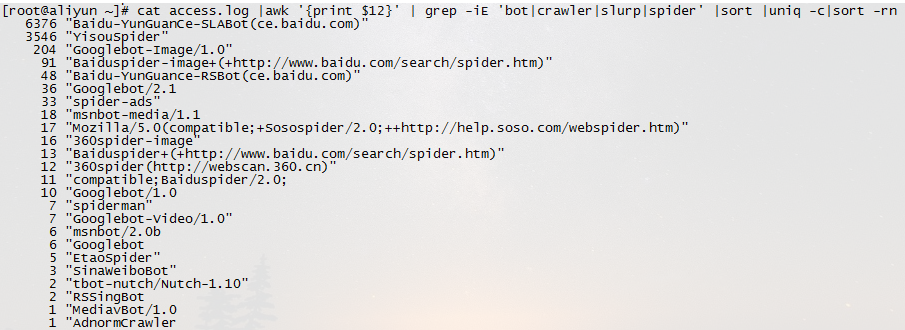 [root@aliyun ~]# cat access.log |awk '{print $12}' | grep -iE 'bot|crawler|slurp|spider' |sort |uniq -c|sort -rn
6376 "Baidu-YunGuanCe-SLABot(ce.baidu.com)"
3546 "YisouSpider"
204 "Googlebot-Image/1.0"
91 "Baiduspider-image+(+http://www.baidu.com/search/spider.htm)"
48 "Baidu-YunGuance-RSBot(ce.baidu.com)"
36 "Googlebot/2.1
33 "spider-ads"
18 "msnbot-media/1.1
17 "Mozilla/5.0(compatible;+Sosospider/2.0;++http://help.soso.com/webspider.htm)"
16 "360spider-image"
13 "Baiduspider+(+http://www.baidu.com/search/spider.htm)"
12 "360spider(http://webscan.360.cn)"
11 "compatible;Baiduspider/2.0;
10 "Googlebot/1.0
7 "spiderman"
7 "Googlebot-Video/1.0"
6 "msnbot/2.0b
6 "Googlebot
5 "EtaoSpider"
3 "SinaWeiboBot"
2 "tbot-nutch/Nutch-1.10"
2 "RSSingBot
1 "MediavBot/1.0
1 "AdnormCrawler